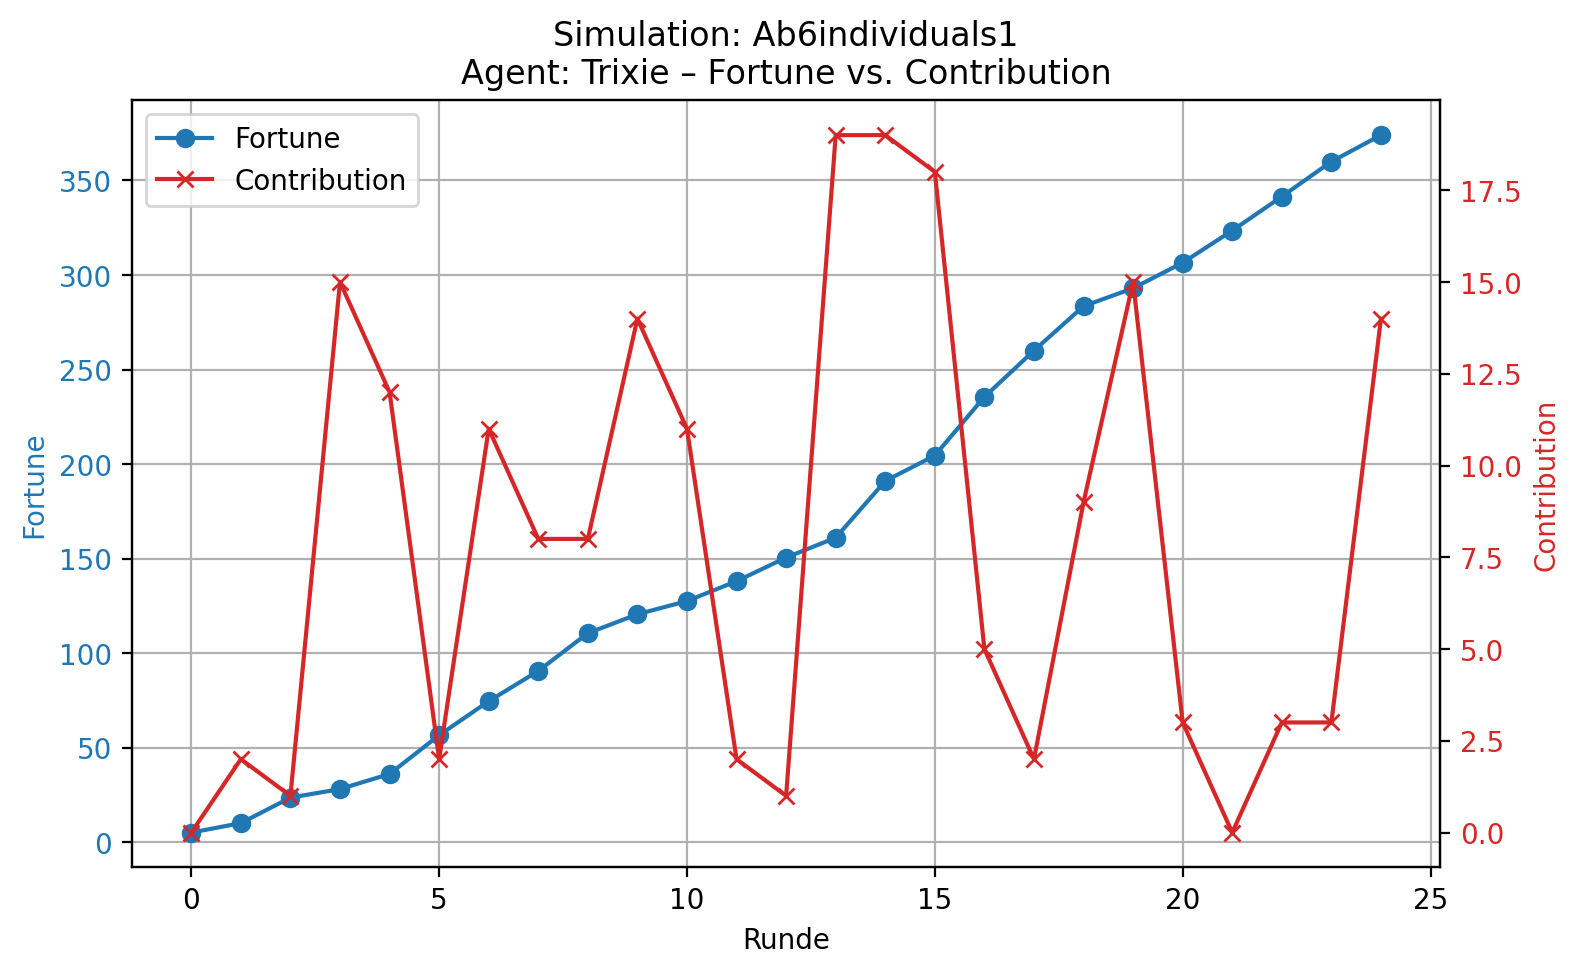 Simulation: Ab6individuals1
Agent: Trixie – Fortune vs. Contribution
Fortune
Contribution
350
300
250
200
150
100
50
0
Fortune
17.5
15.0
12.5
10.0
7.5
5.0
2.5
0.0
Contribution
0 5 10 15 20 25
Runde